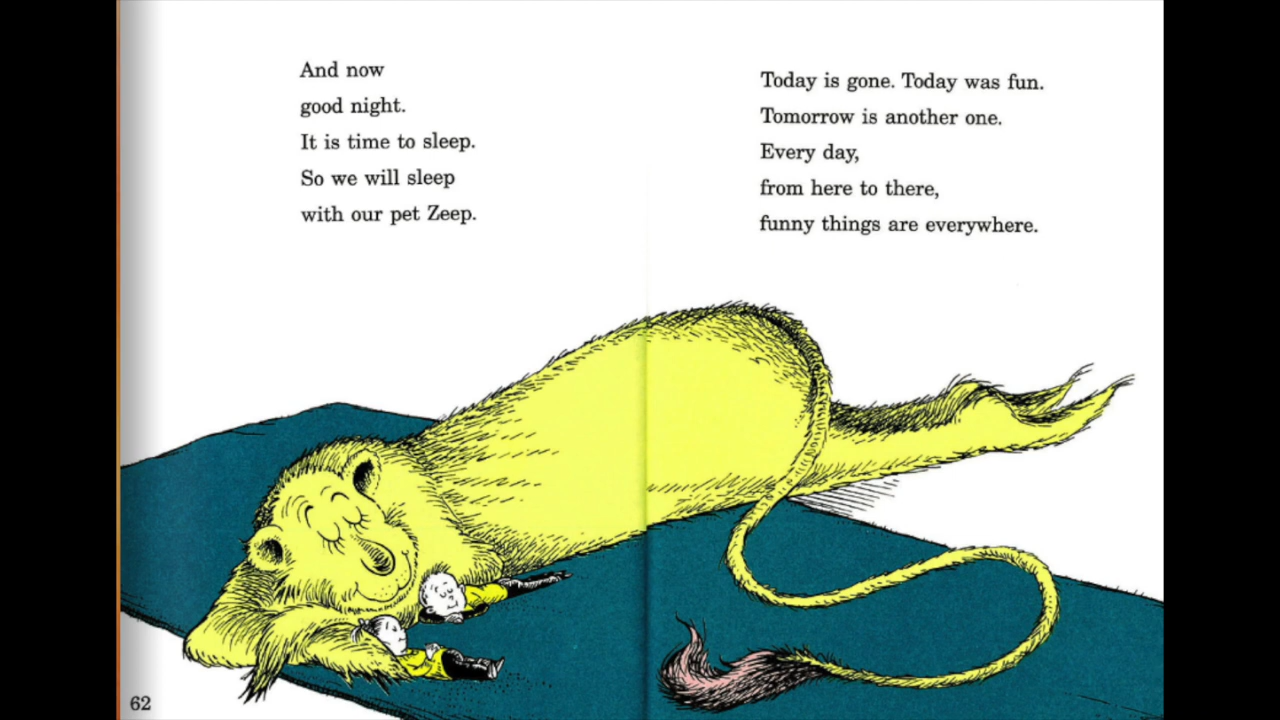 And now
good night.
It is time to sleep.
So we will sleep
with our pet Zeep.
Today is gone. Today was fun.
Tomorrow is another one.
Every day,
from here to there,
funny things are everywhere.
62